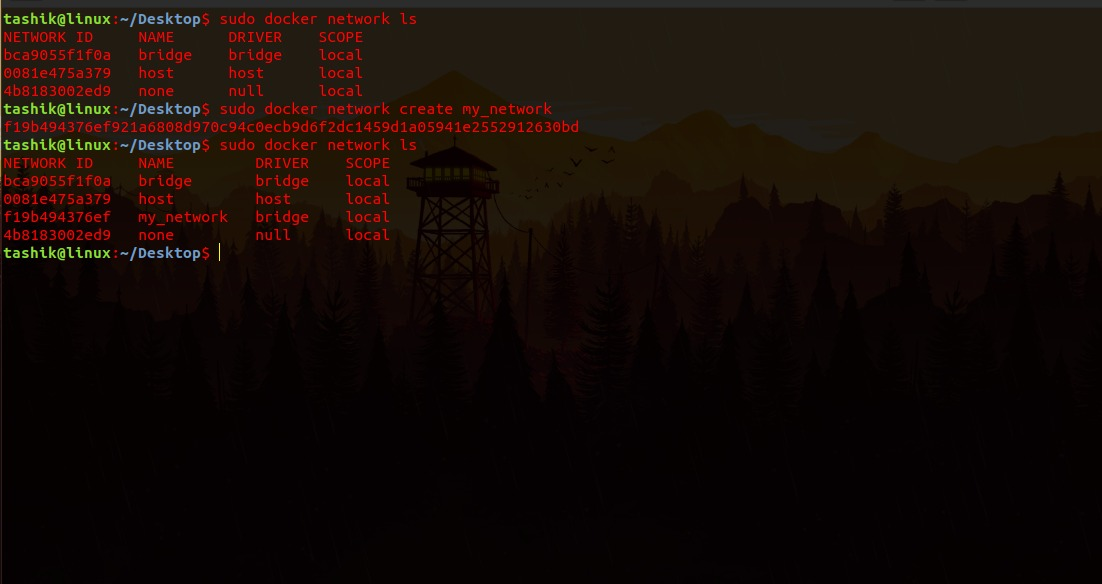 tashik@linux:~/Desktop$ sudo docker network ls
NETWORK ID     NAME      DRIVER    SCOPE
bca9055f1f0a   bridge    bridge    local
0081e475a379   host      host      local
4b8183002ed9   none      null      local
tashik@linux:~/Desktop$ sudo docker network create my_network
f19b494376ef921a6808d970c94c0ecb9d6f2dc1459d1a05941e2552912630bd
tashik@linux:~/Desktop$ sudo docker network ls
NETWORK ID     NAME         DRIVER    SCOPE
bca9055f1f0a   bridge       bridge    local
0081e475a379   host         host      local
f19b494376ef   my_network   bridge    local
4b8183002ed9   none         null      local
tashik@linux:~/Desktop$